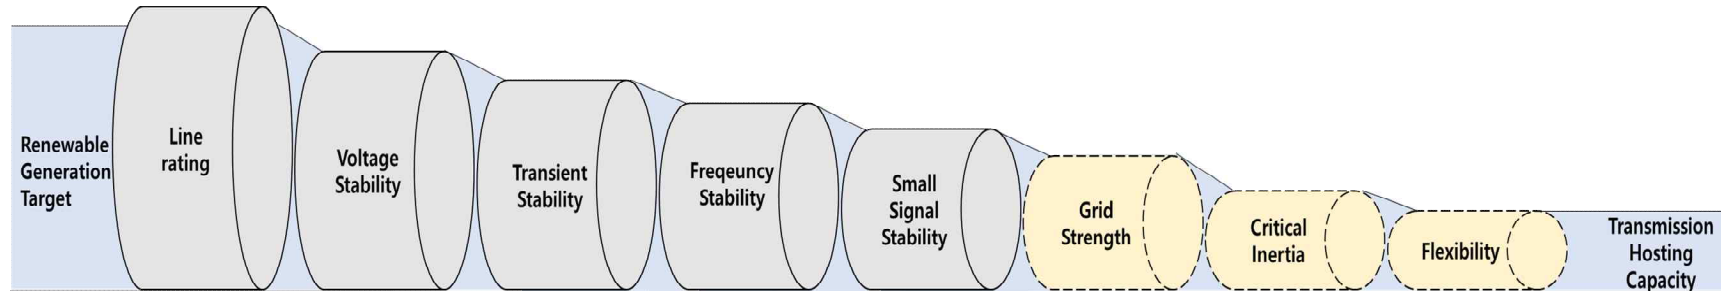 Renewable
Generation
Target
Line
rating
Voltage
Stability
Transient
Stability
Freqeuncy
Stability
Small
Signal
Stability
Grid
Strength
Critical
Inertia
Flexibility
Transmission
Hosting
Capacity